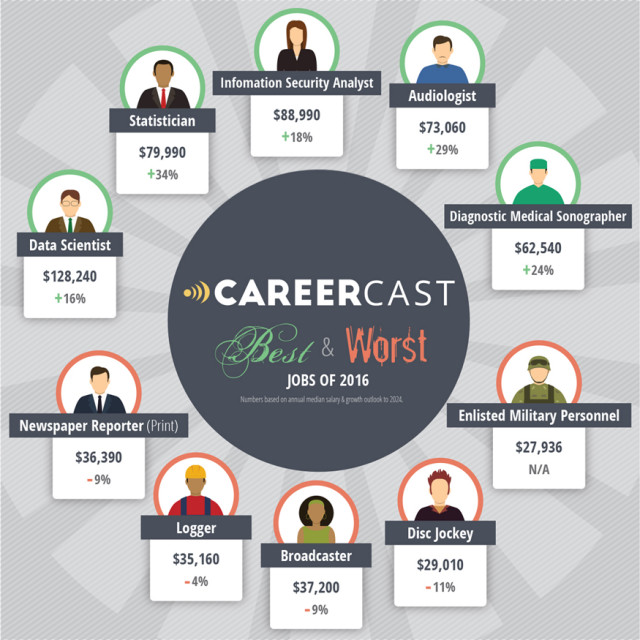 Infomation Security Analyst
$88,990
+18%
Statistician
$79,990
+34%
Audiologist
$73,060
+29%
Data Scientist
$128,240
+16%
Diagnostic Medical Sonographer
$62,540
+24%
CAREERCAST
Best & Worst
JOBS OF 2016
Numbers based on annual median salary & growth outlook to 2024.
Newspaper Reporter (Print)
$36,390
-9%
Enlisted Military Personnel
$27,936
N/A
Logger
$35,160
-4%
Broadcaster
$37,200
-9%
Disc Jockey
$29,010
-11%